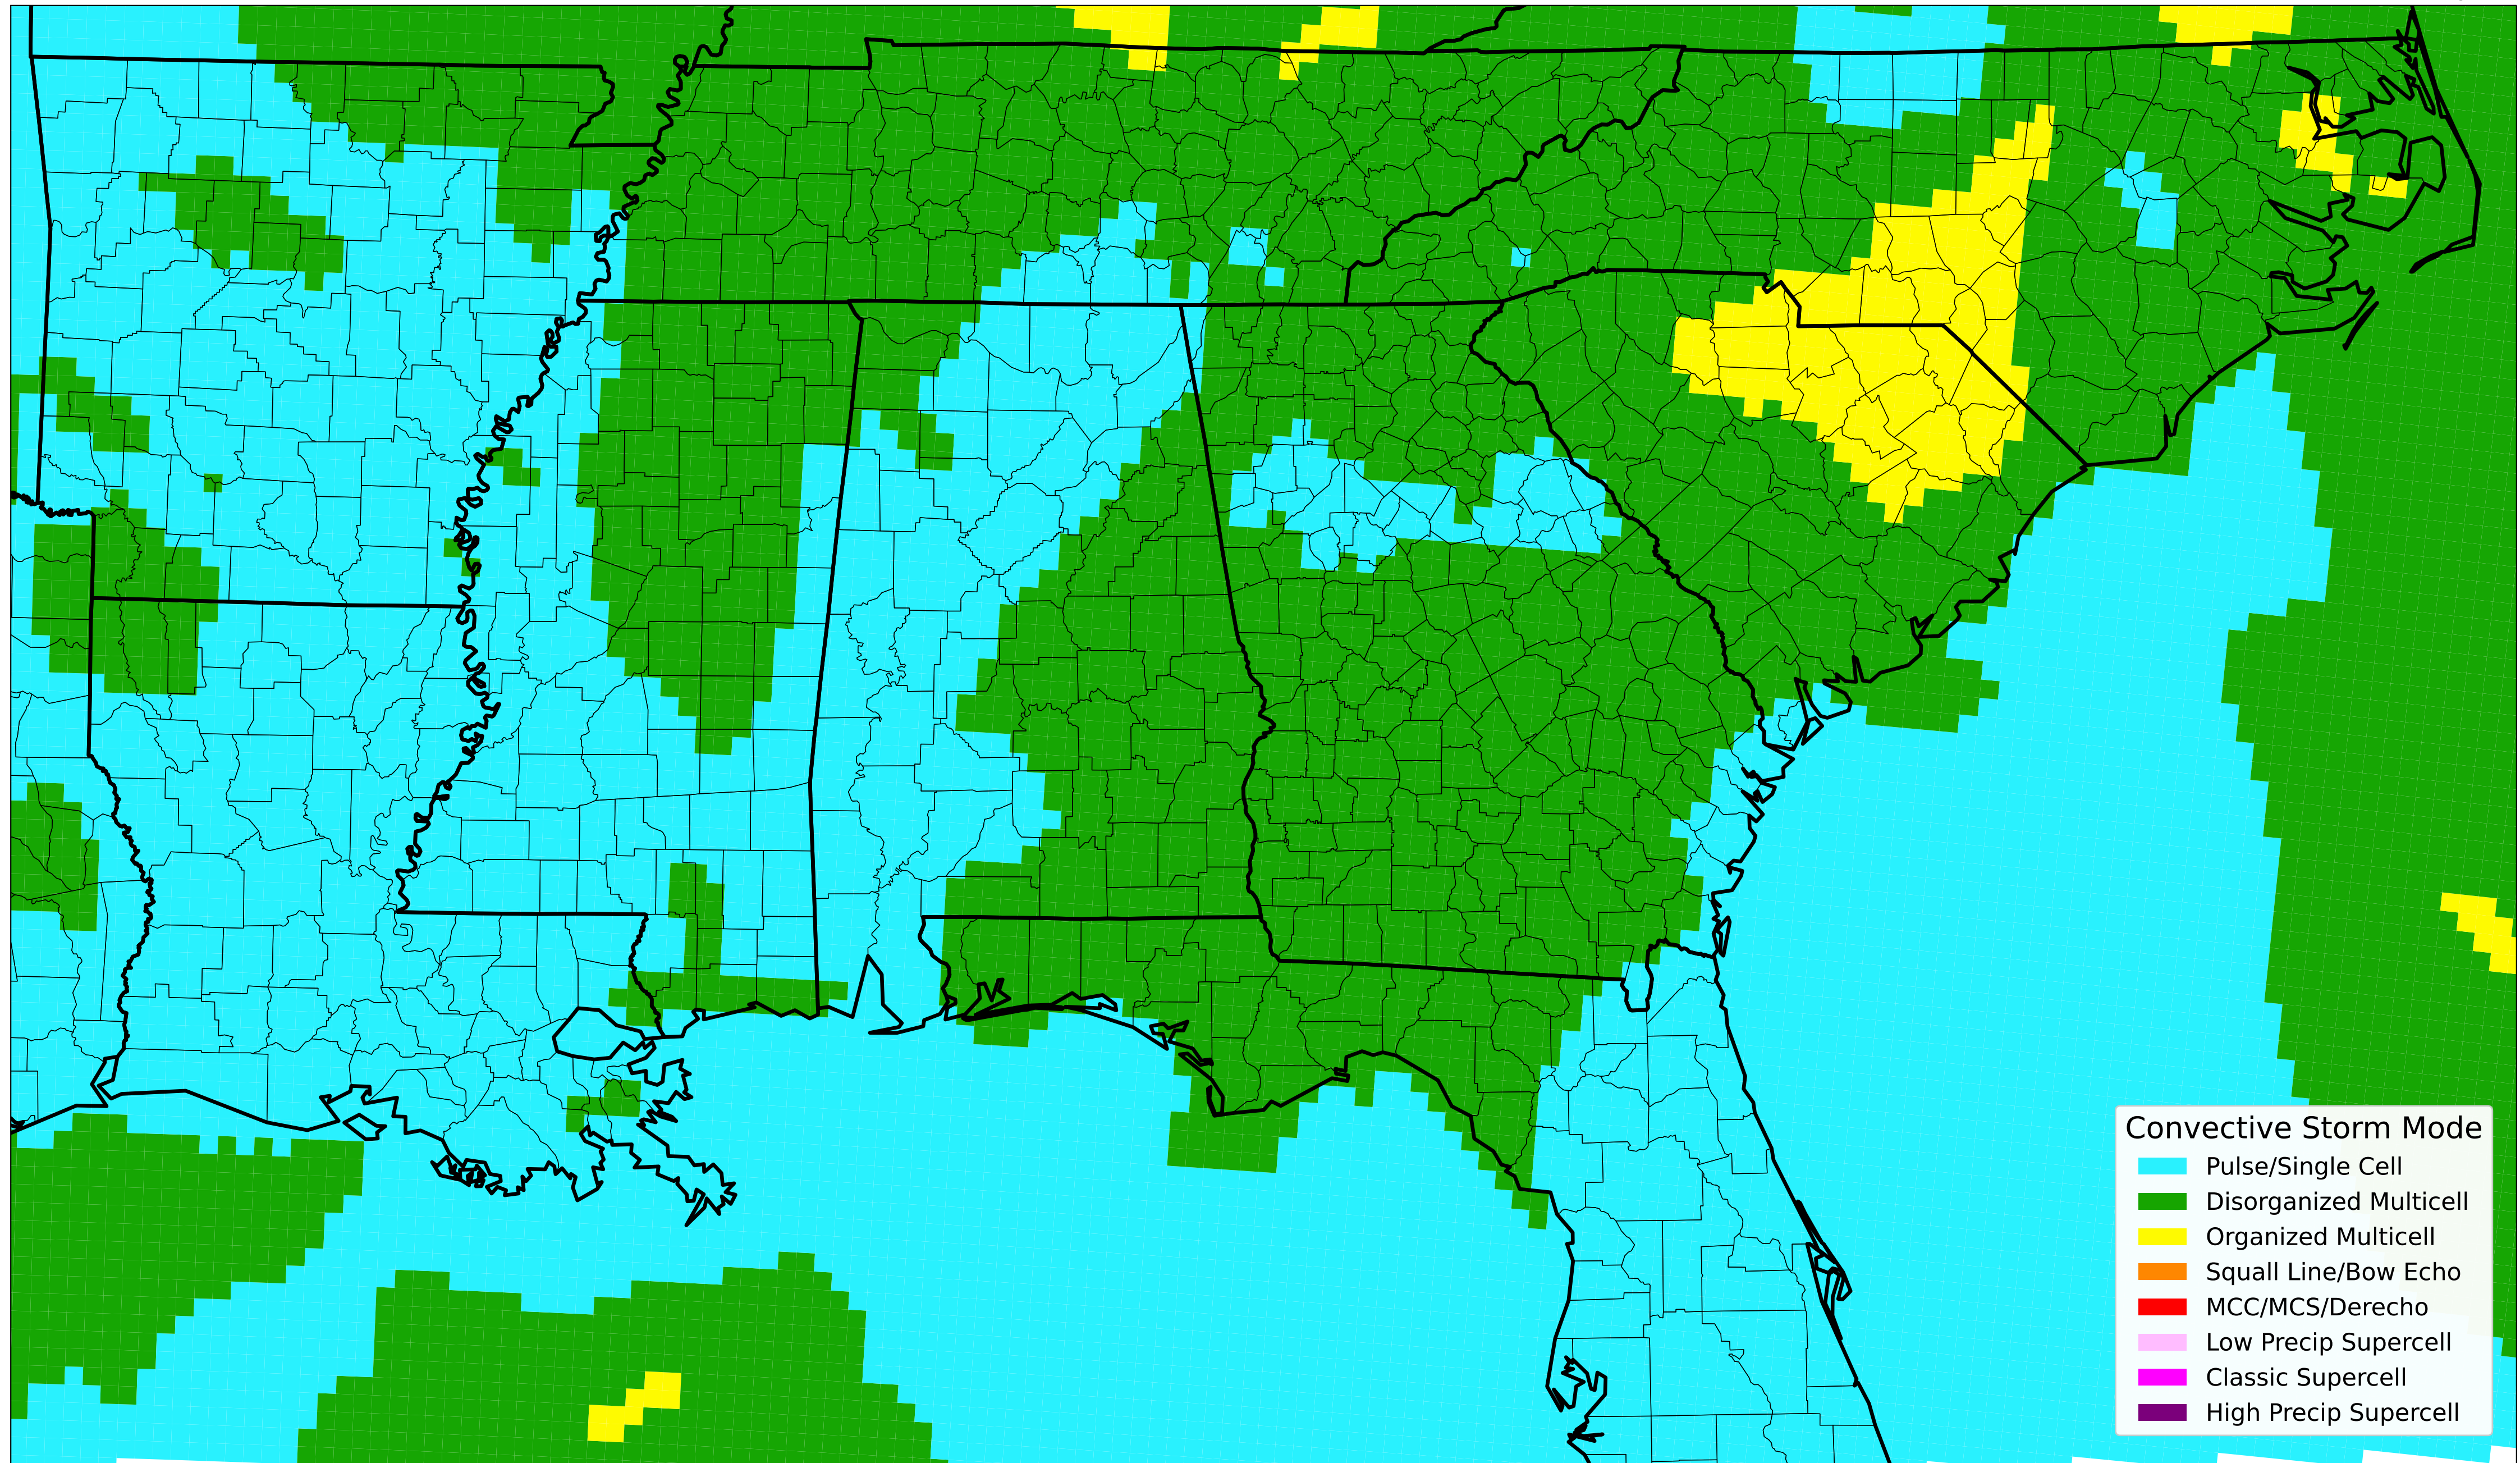 Convective Storm Mode
Pulse/Single Cell
Disorganized Multicell
Organized Multicell
Squall Line/Bow Echo
MCC/MCS/Derecho
Low Precip Supercell
Classic Supercell
High Precip Supercell